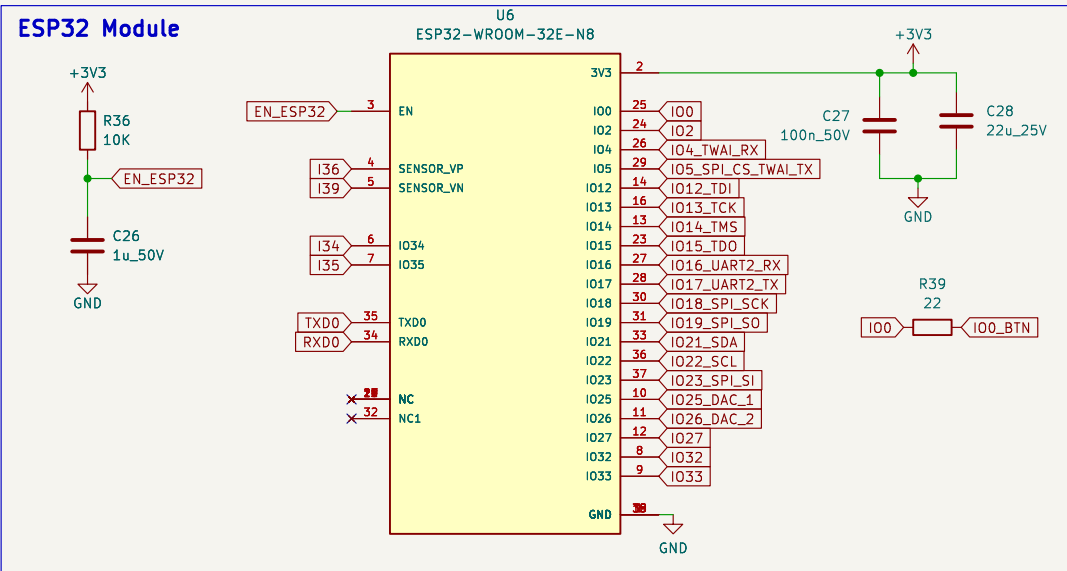 ESP32 Module
U6
ESP32-WROOM-32E-N8
+3V3
R36
10K
EN_ESP32
C26
1u_50V
GND
EN_ESP32 3 EN
I36 4 SENSOR_VP
I39 5 SENSOR_VN
I34 6 IO34
I35 7 IO35
TXD0 35 TXD0
RXD0 34 RXD0
NC
32 NC1
3V3 2
IO0 25 IO0
IO2 24 IO2
IO4 26 IO4_TWAI_RX
IO5 29 IO5_SPI_CS_TWAI_TX
IO12 14 IO12_TDI
IO13 16 IO13_TCK
IO14 13 IO14_TMS
IO15 23 IO15_TDO
IO16 27 IO16_UART2_RX
IO17 28 IO17_UART2_TX
IO18 30 IO18_SPI_SCK
IO19 31 IO19_SPI_SO
IO21 33 IO21_SDA
IO22 36 IO22_SCL
IO23 37 IO23_SPI_SI
IO25 10 IO25_DAC_1
IO26 11 IO26_DAC_2
IO27 12 IO27
IO32 8 IO32
IO33 9 IO33
GND
GND
+3V3
C27
100n_50V
C28
22u_25V
GND
R39
22
IO0
IO0_BTN